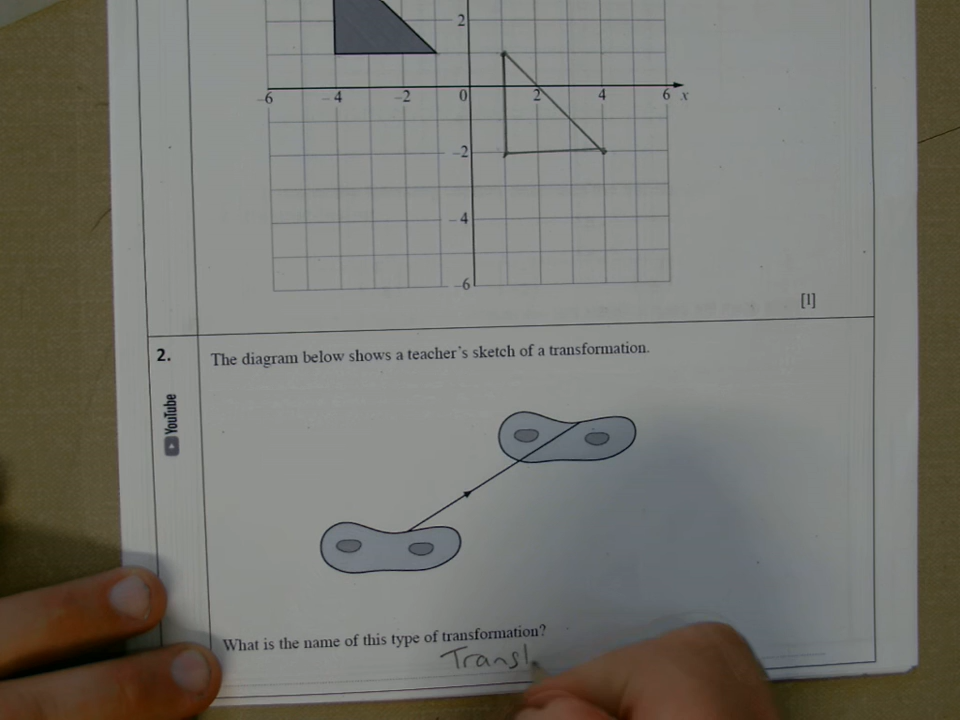 2
-6 -4 -2 0 2 4 6 x
-2
-4
-6
[1]
2. The diagram below shows a teacher's sketch of a transformation.
YouTube
What is the name of this type of transformation?
Transl